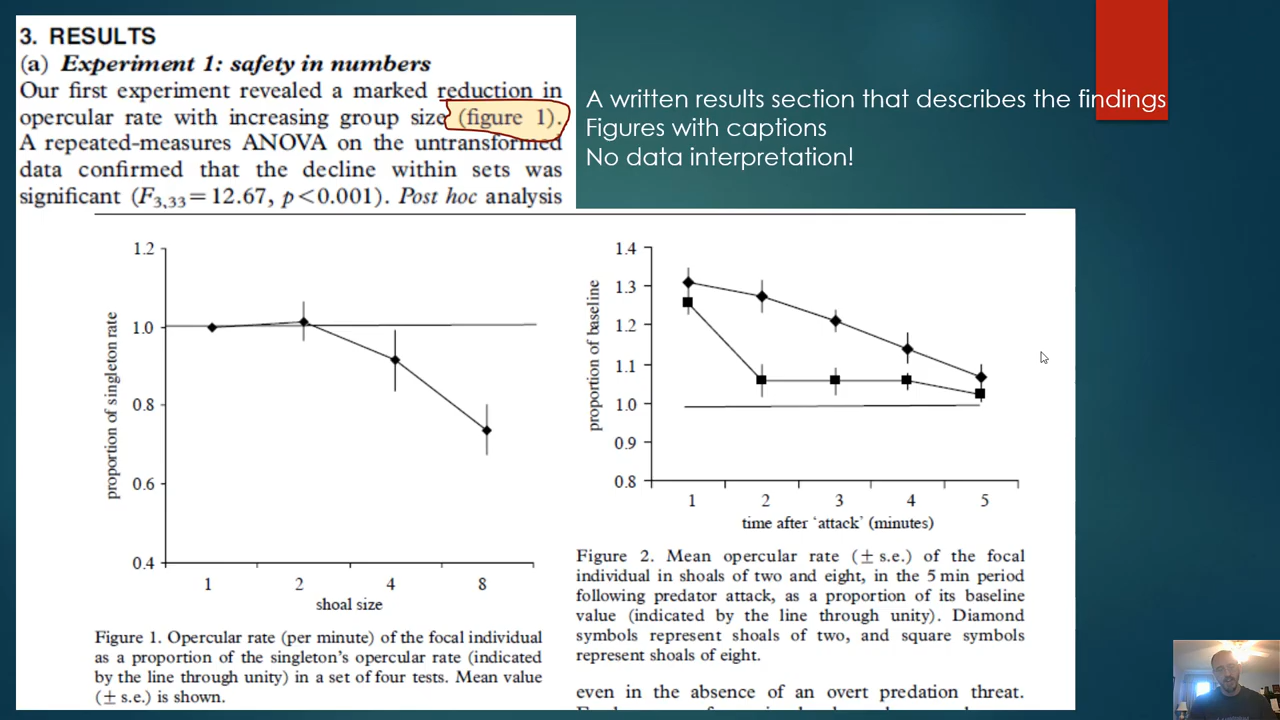 3. RESULTS
(a) Experiment 1: safety in numbers
Our first experiment revealed a marked reduction in
opercular rate with increasing group size (figure 1).
A repeated-measures ANOVA on the untransformed
data confirmed that the decline within sets was
significant (F3,33=12.67, p<0.001). Post hoc analysis
A written results section that describes the findings
Figures with captions
No data interpretation!
1.2
1.0
0.8
0.6
0.4
proportion of singleton rate
1 2 4 8
shoal size
Figure 1. Opercular rate (per minute) of the focal individual
as a proportion of the singleton's opercular rate (indicated
by the line through unity) in a set of four tests. Mean value
(± s.e.) is shown.
1.4
1.3
1.2
1.1
1.0
0.9
0.8
proportion of baseline
1 2 3 4 5
time after 'attack' (minutes)
Figure 2. Mean opercular rate (± s.e.) of the focal
individual in shoals of two and eight, in the 5 min period
following predator attack, as a proportion of its baseline
value (indicated by the line through unity). Diamond
symbols represent shoals of two, and square symbols
represent shoals of eight.
even in the absence of an overt predation threat.